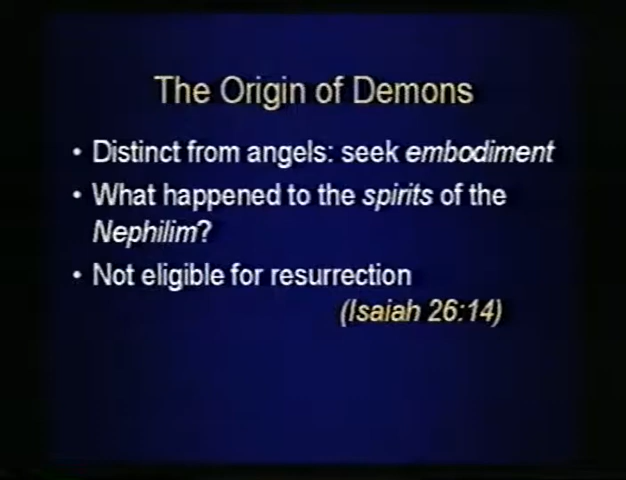 The Origin of Demons
• Distinct from angels: seek embodiment
• What happened to the spirits of the
Nephilim?
• Not eligible for resurrection
(Isaiah 26:14)